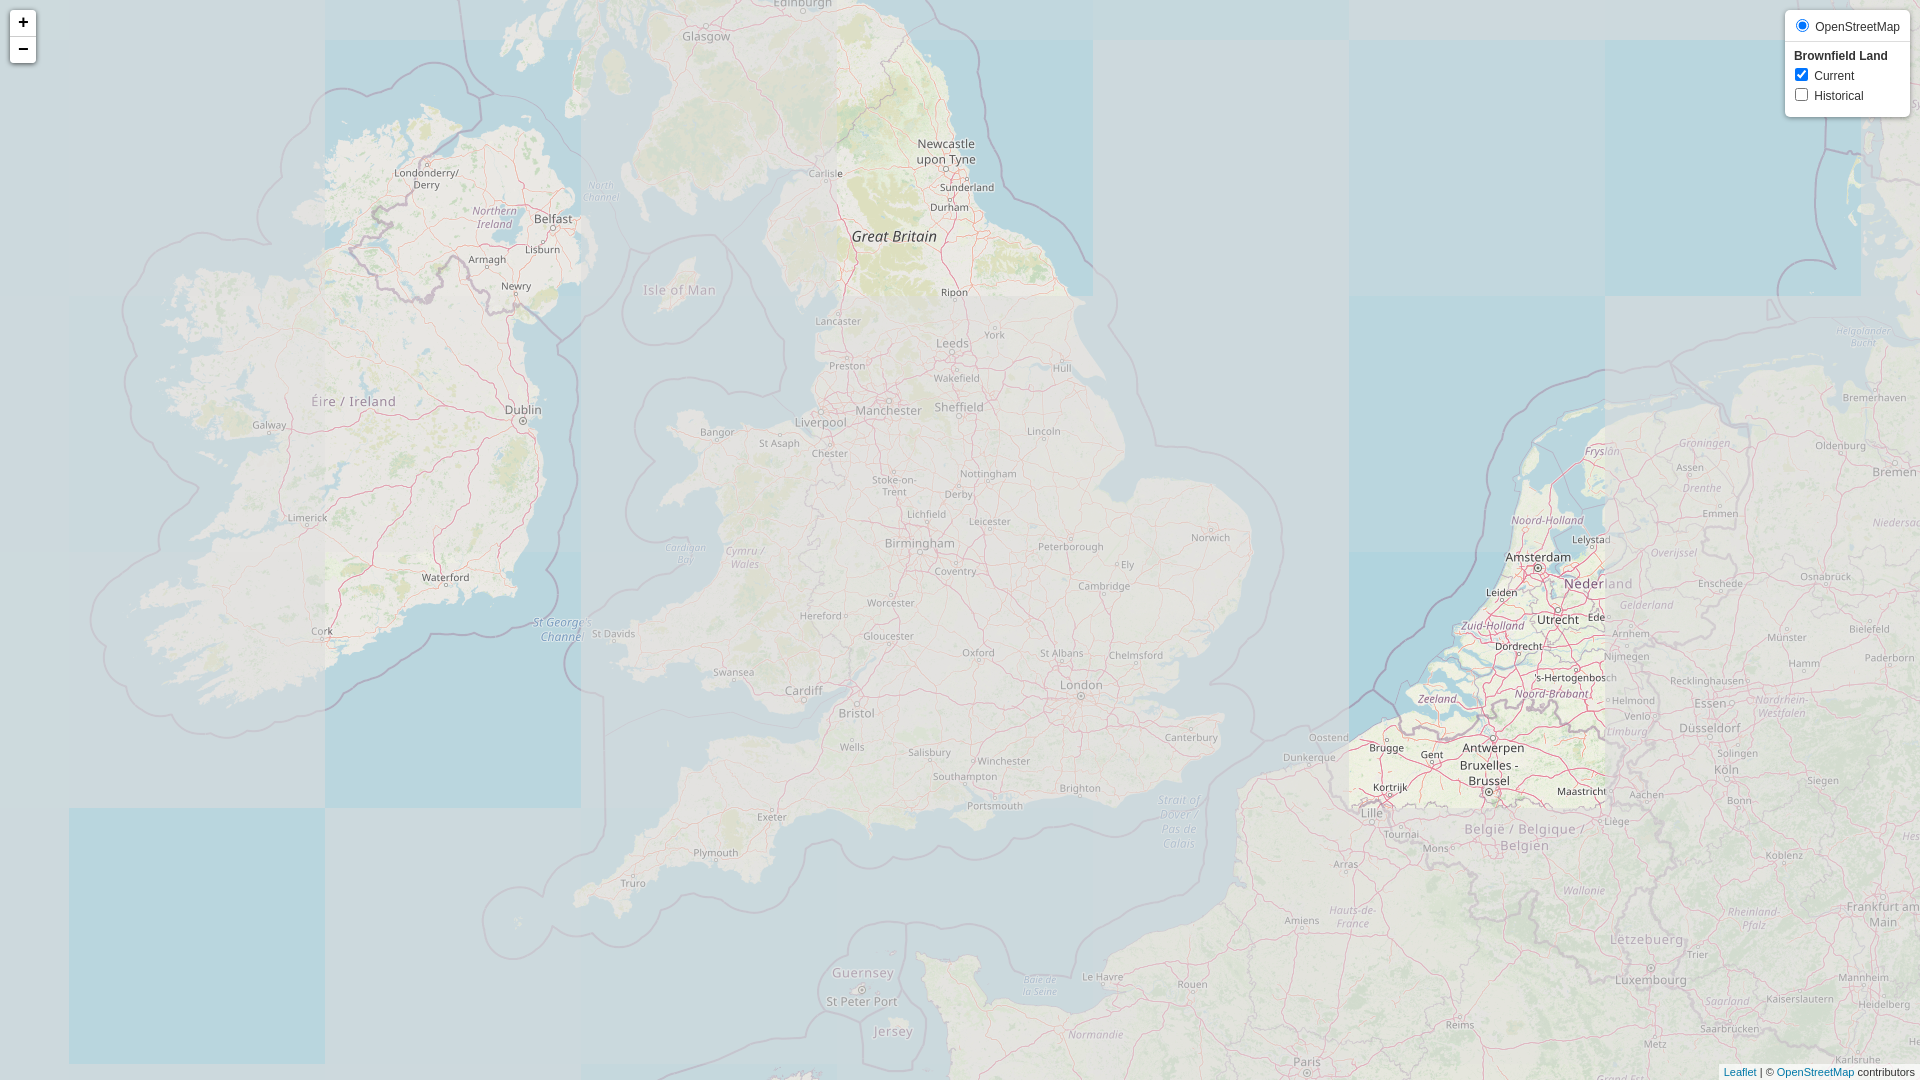 +
−
OpenStreetMap
Brownfield Land
Current
Historical
Edinburgh
Glasgow
Newcastle
upon Tyne
Londonderry/
Derry
Carlisle
North
Channel
Sunderland
Durham
Northern
Ireland
Belfast
Great Britain
Lisburn
Armagh
Newry
Isle of Man
Ripon
Lancaster
York
Helgoländer
Bucht
Leeds
Preston
Hull
Wakefield
Bremerhaven
Éire / Ireland
Dublin
Manchester
Sheffield
Liverpool
Galway
Bangor
Lincoln
St Asaph
Groningen
Oldenburg
Chester
Fryslân
Assen
Bremen
Nottingham
Stoke-on-
Trent
Derby
Drenthe
Lichfield
Emmen
Limerick
Leicester
Noord-Holland
Niedersac
Norwich
Lelystad
Birmingham
Cardigan
Bay
Cymru /
Wales
Peterborough
Overijssel
Amsterdam
Ely
Coventry
Waterford
Osnabrück
Nederland
Enschede
Cambridge
Leiden
Worcester
Gelderland
Hereford
St George's
Channel
Utrecht
Ede
Zuid-Holland
Cork
St Davids
Gloucester
Arnhem
Münster
Bielefeld
Dordrecht
Oxford
St Albans
Chelmsford
Nijmegen
Paderborn
Hamm
Swansea
's-Hertogenbosch
Recklinghausen
London
Cardiff
Zeeland
Noord-Brabant
Helmond
Essen
Nordrhein-
Westfalen
Bristol
Venlo
Limburg
Düsseldorf
Canterbury
Oostend
Wells
Brugge
Antwerpen
Salisbury
Gent
Dunkerque
Solingen
Winchester
Bruxelles -
Brussel
Köln
Southampton
Siegen
Brighton
Kortrijk
Maastricht
Aachen
Portsmouth
Strait of
Dover /
Pas de
Calais
Bonn
Exeter
Lille
Liège
België / Belgique /
Belgien
Tournai
Mons
Plymouth
Koblenz
Arras
Truro
Wallonie
Hauts-de-
France
Rheinland-
Pfalz
Frankfurt am
Main
Amiens
Lëtzebuerg
Trier
Guernsey
Le Havre
Baie de
la Seine
Rouen
Luxembourg
Mannheim
St Peter Port
Saarland
Kaiserslautern
Heidelberg
Jersey
Normandie
Reims
Saarbrücken
Metz
Paris
Karlsruhe
Grand Est
Leaflet | © OpenStreetMap contributors